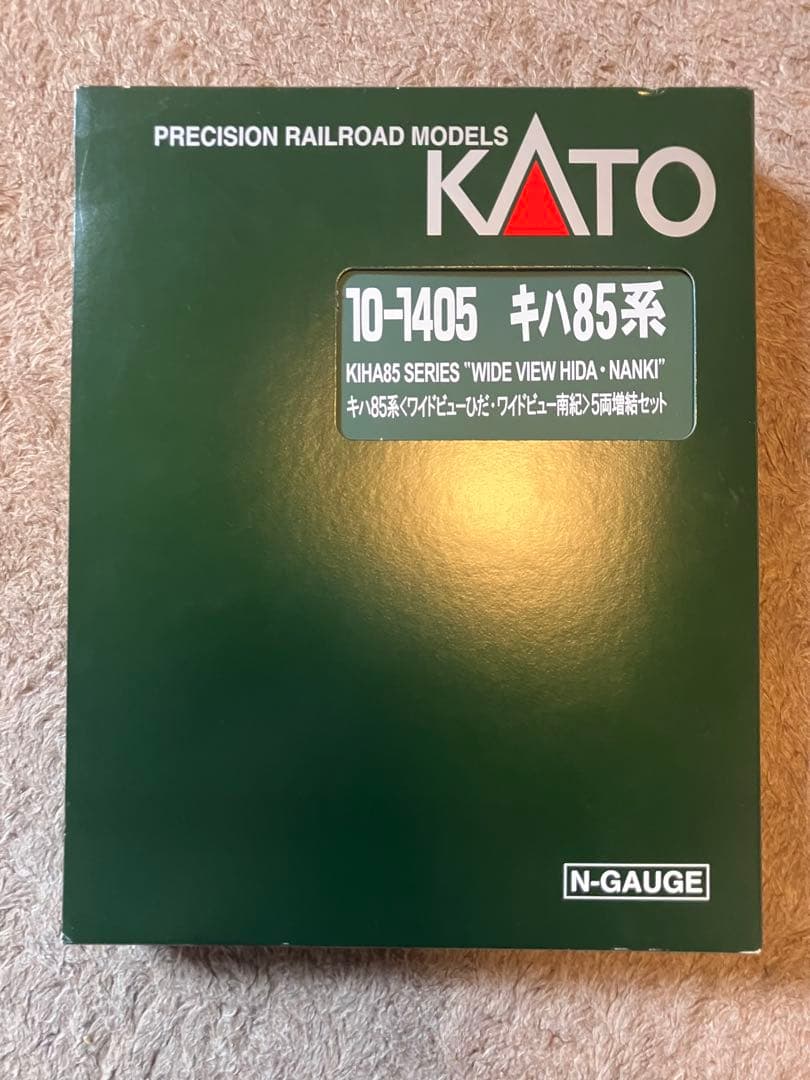 PRECISION RAILROAD MODELS
KATO
10-1405 キハ85系
KIHA85 SERIES "WIDE VIEW HIDA・NANKI"
キハ85系〈ワイドビューひだ・ワイドビュー南紀〉5両増結セット
N-GAUGE